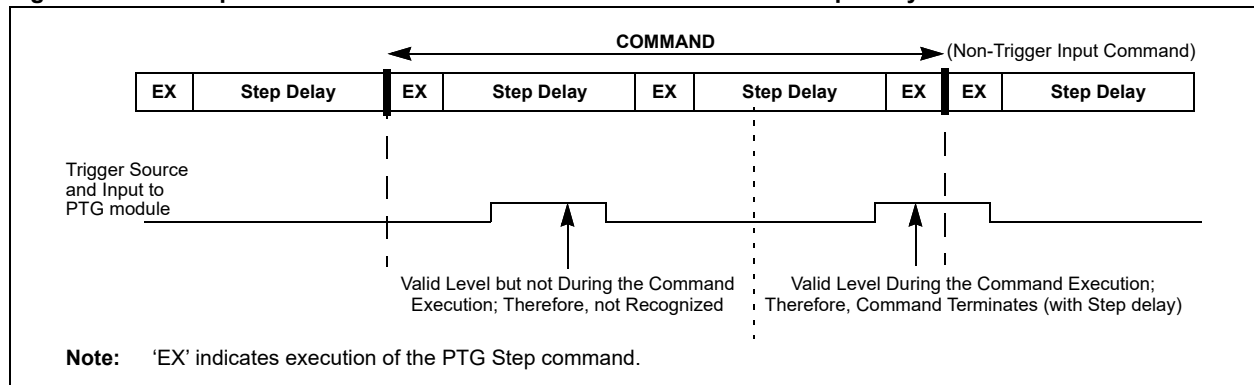 COMMAND
(Non-Trigger Input Command)
EX Step Delay EX Step Delay EX Step Delay EX EX Step Delay
Trigger Source
and Input to
PTG module
Valid Level but not During the Command
Execution; Therefore, not Recognized
Valid Level During the Command Execution;
Therefore, Command Terminates (with Step delay)
Note: 'EX' indicates execution of the PTG Step command.